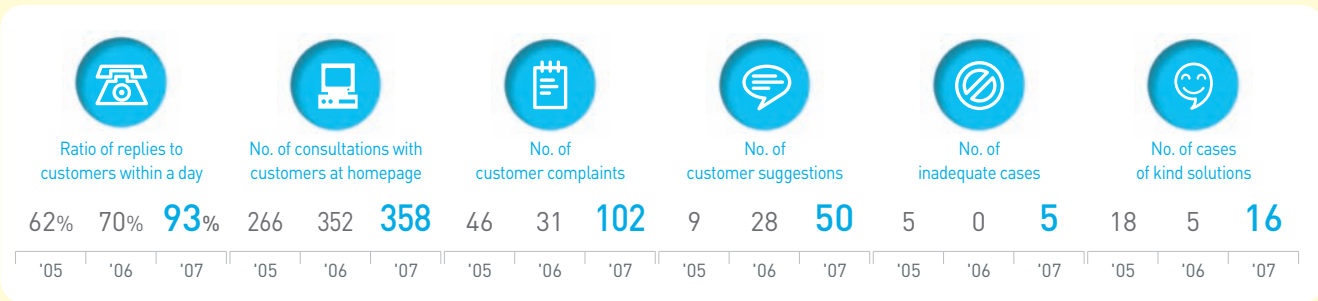 Ratio of replies to
customers within a day
62% 70% 93%
'05 '06 '07
No. of consultations with
customers at homepage
266 352 358
'05 '06 '07
No. of
customer complaints
46 31 102
'05 '06 '07
No. of
customer suggestions
9 28 50
'05 '06 '07
No. of
inadequate cases
5 0 5
'05 '06 '07
No. of cases
of kind solutions
18 5 16
'05 '06 '07